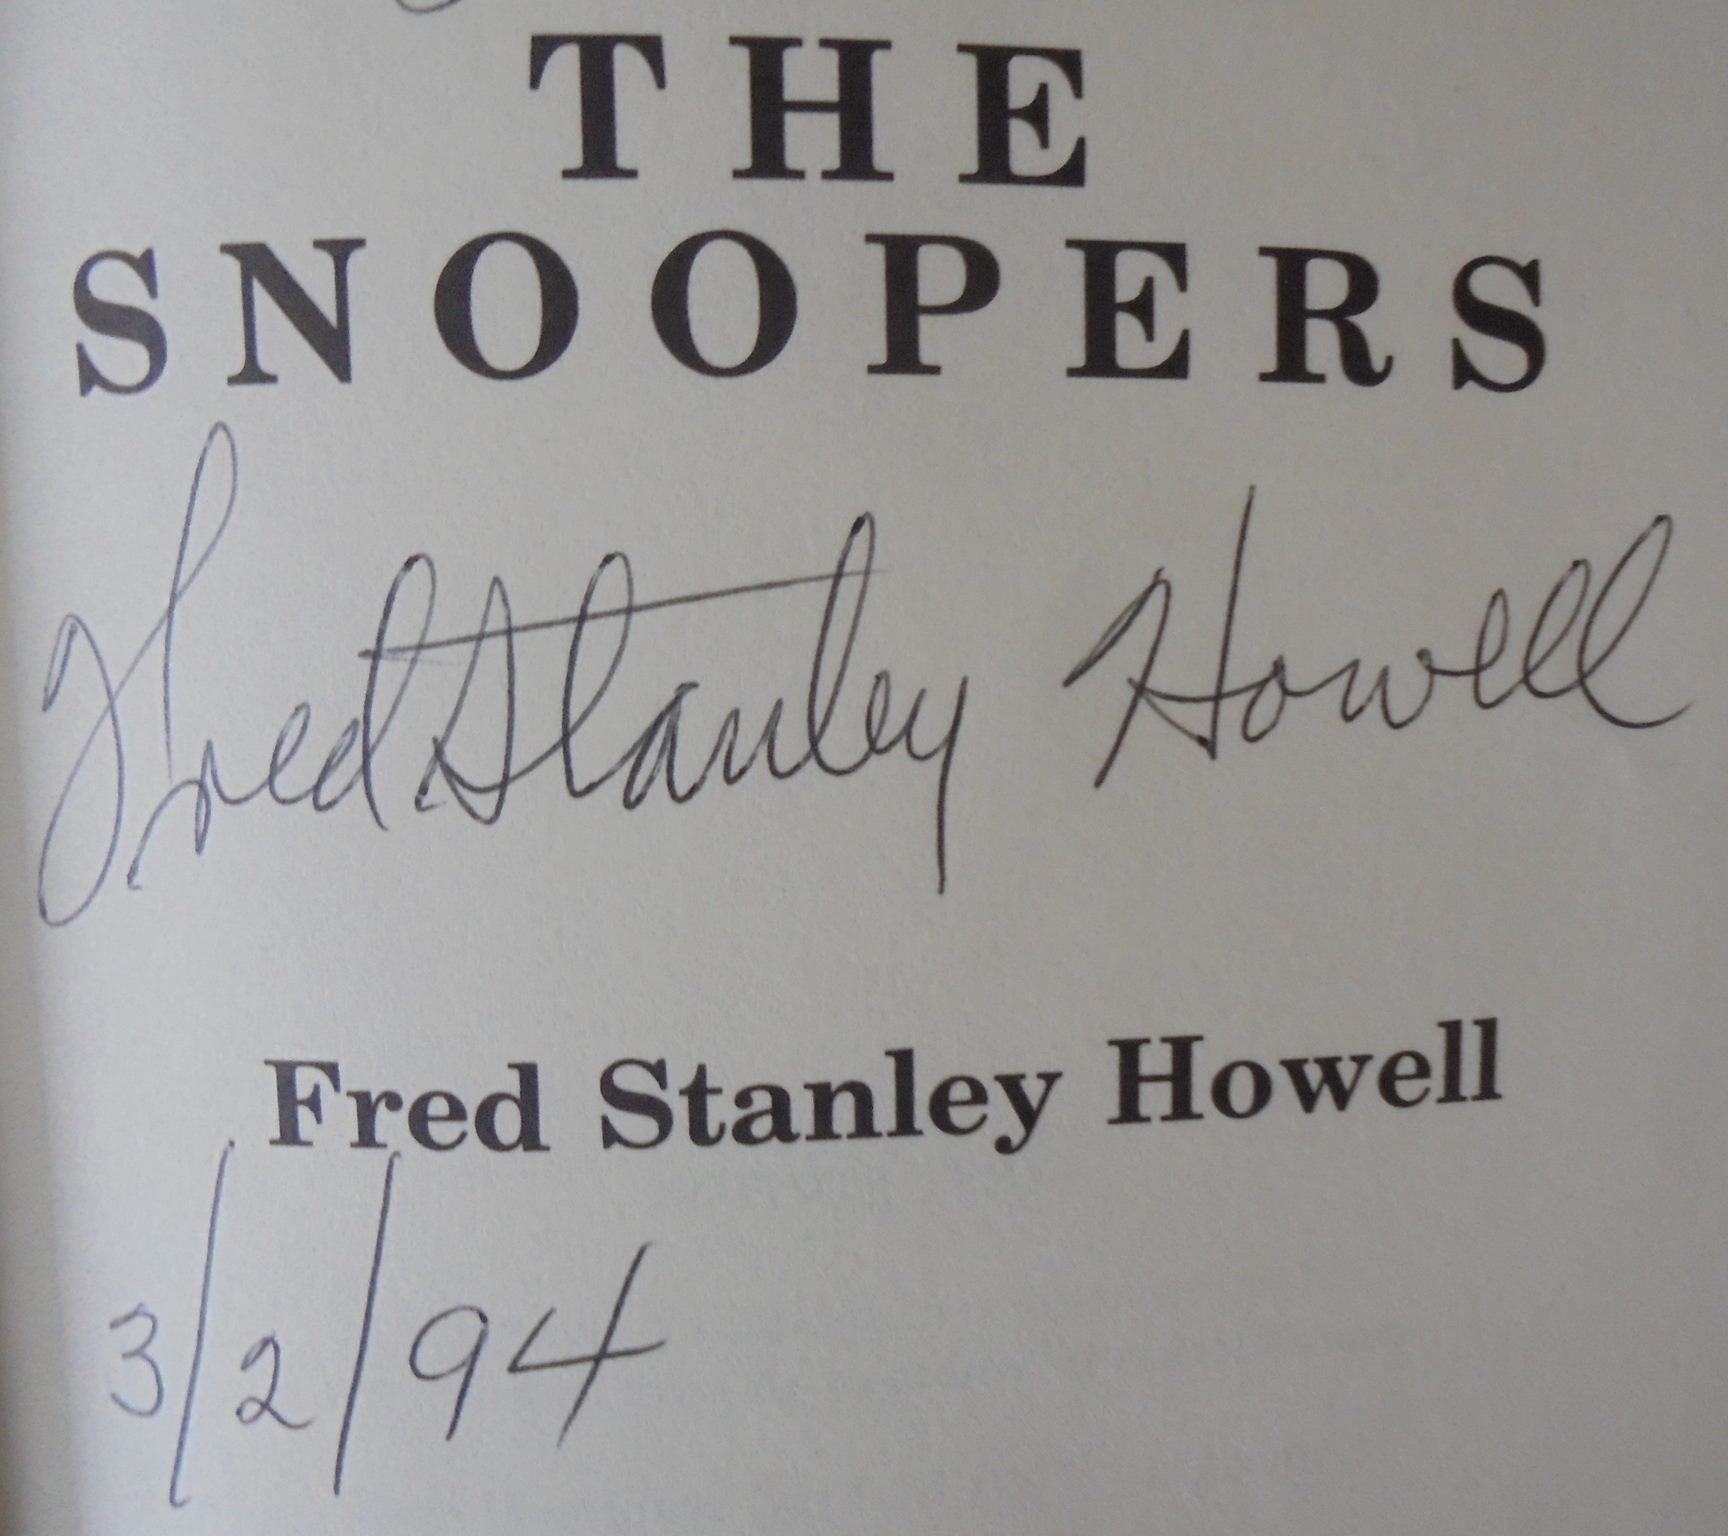 THE
SNOOPERS
Fred Stanley Howell
Fred Stanley Howell
3/2/94